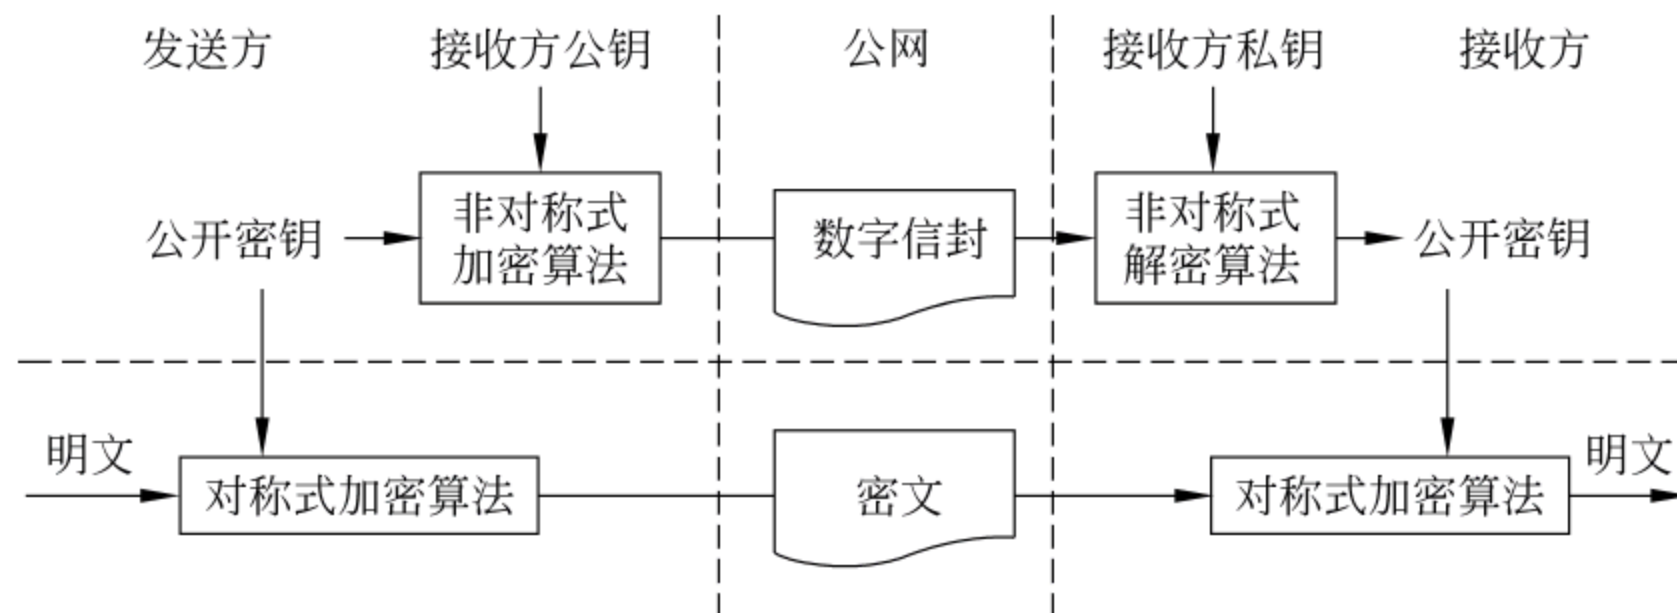 发送方
接收方公钥
公网
接收方私钥
接收方
公开密钥
非对称式
加密算法
数字信封
非对称式
解密算法
公开密钥
明文
对称式加密算法
密文
对称式加密算法
明文